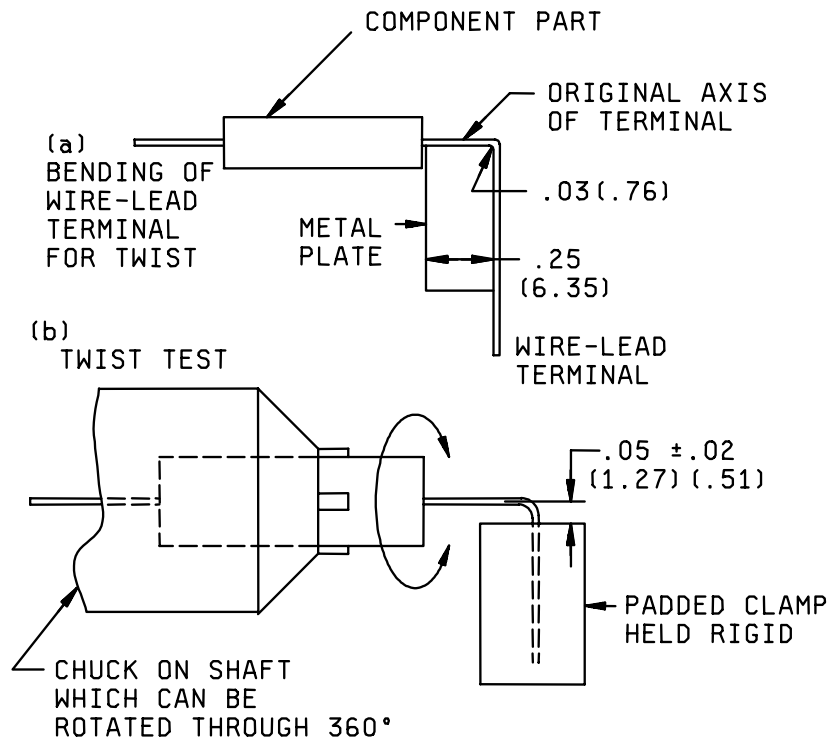 COMPONENT PART
ORIGINAL AXIS
OF TERMINAL
(a)
BENDING OF
WIRE-LEAD
TERMINAL
FOR TWIST
.03(.76)
METAL
PLATE
.25
(6.35)
(b)
TWIST TEST
WIRE-LEAD
TERMINAL
.05 ±.02
(1.27)(.51)
PADDED CLAMP
HELD RIGID
CHUCK ON SHAFT
WHICH CAN BE
ROTATED THROUGH 360°